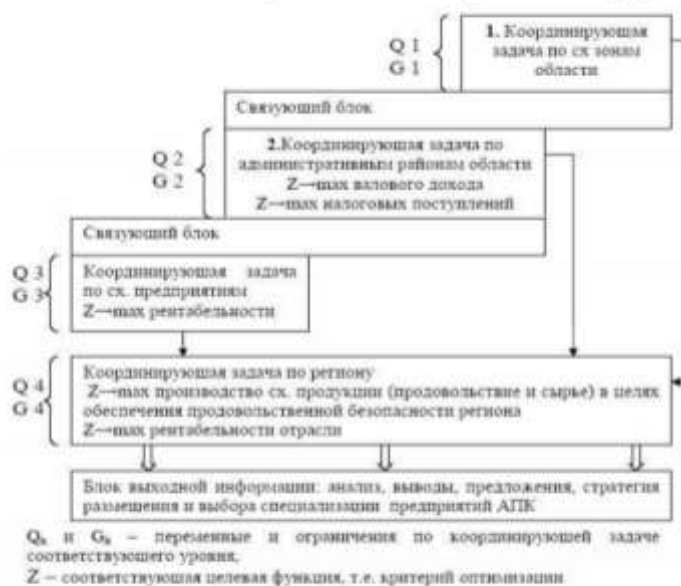 Q 1
G 1
1. Координирующая
задача по сх зонам
области
Связующий блок
Q 2
G 2
2.Координирующая задача по
административным районам области
Z→max валового дохода
Z→max налоговых поступлений
Связующий блок
Q 3
G 3
Координирующая задача
по сх. предприятиям
Z→max рентабельности
Q 4
G 4
Координирующая задача по региону
Z→max производство сх. продукции (продовольствие и сырье) в целях
обеспечения продовольственной безопасности региона
Z→max рентабельности отрасли
Блок выходной информации: анализ, выводы, предложения, стратегия
размещения и выбора специализации предприятий АПК
и – переменные и ограничения по координирующей задаче
соответствующего уровня,
Z – соответствующая целевая функция, т.е. критерий оптимизации